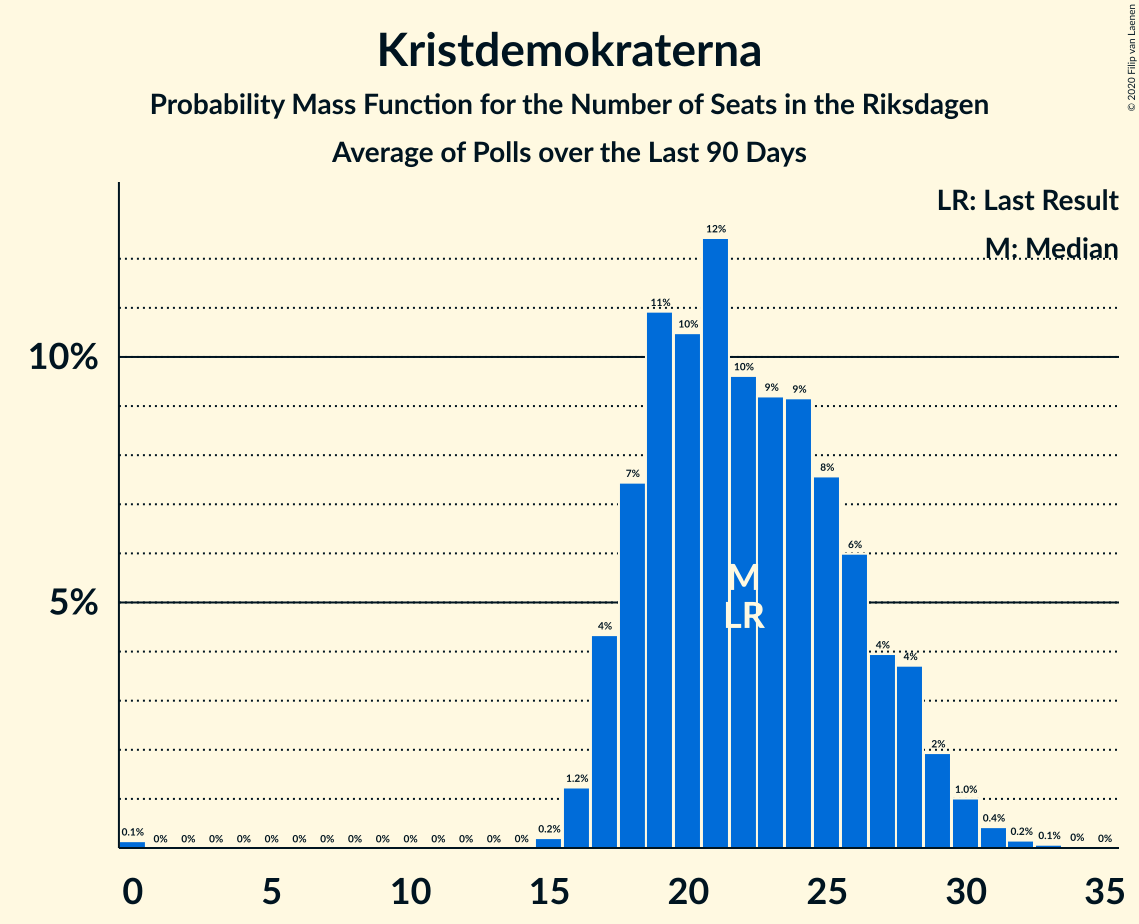 Kristdemokraterna
Probability Mass Function for the Number of Seats in the Riksdagen
Average of Polls over the Last 90 Days
© 2020 Filip van Laenen
LR: Last Result
M: Median
10%
5%
0.1% 0% 0% 0% 0% 0% 0% 0% 0% 0% 0% 0% 0% 0% 0% 0.2% 1.2% 4% 7% 11% 10% 12% 10% 9% 9% 8% 6% 4% 4% 2% 1.0% 0.4% 0.2% 0.1% 0% 0%
M
LR
0 5 10 15 20 25 30 35